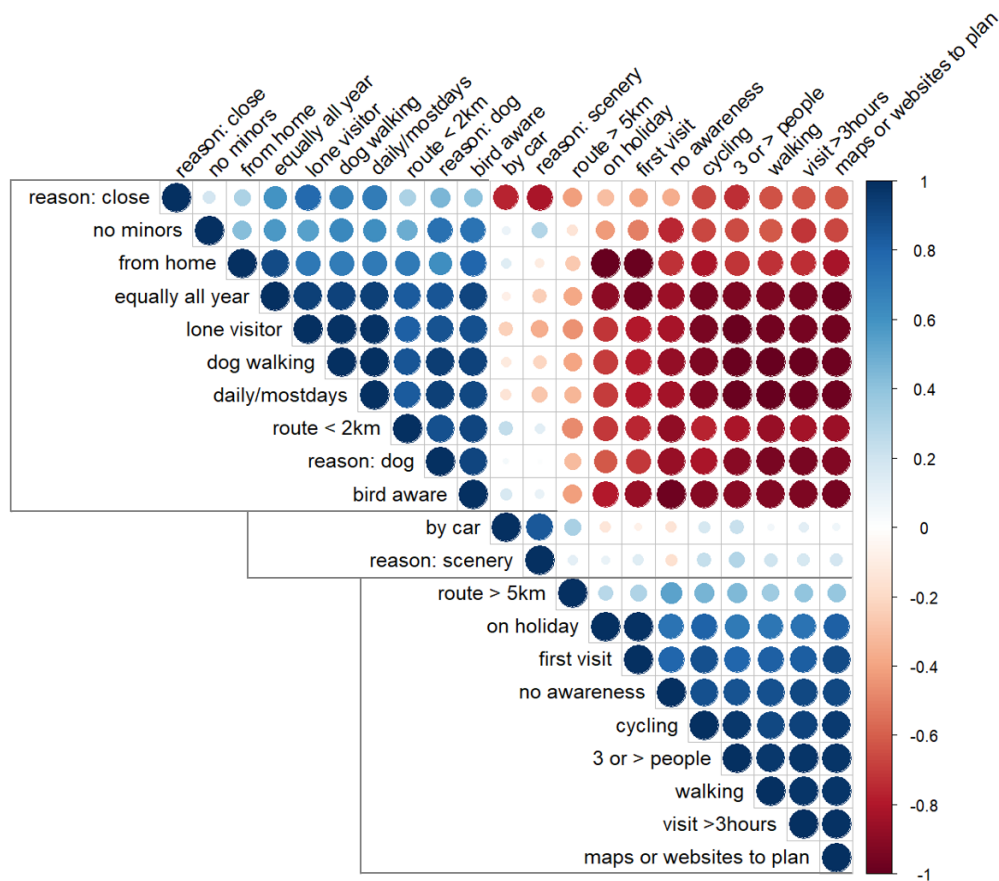 reason: close
no minors
from home
equally all year
lone visitor
dog walking
daily/mostdays
route < 2km
reason: dog
bird aware
by car
reason: scenery
route > 5km
on holiday
first visit
no awareness
cycling
3 or > people
walking
visit >3hours
maps or websites to plan
reason: close
no minors
from home
equally all year
lone visitor
dog walking
daily/mostdays
route < 2km
reason: dog
bird aware
by car
reason: scenery
route > 5km
on holiday
first visit
no awareness
cycling
3 or > people
walking
visit >3hours
maps or websites to plan
1
0.8
0.6
0.4
0.2
0
-0.2
-0.4
-0.6
-0.8
-1